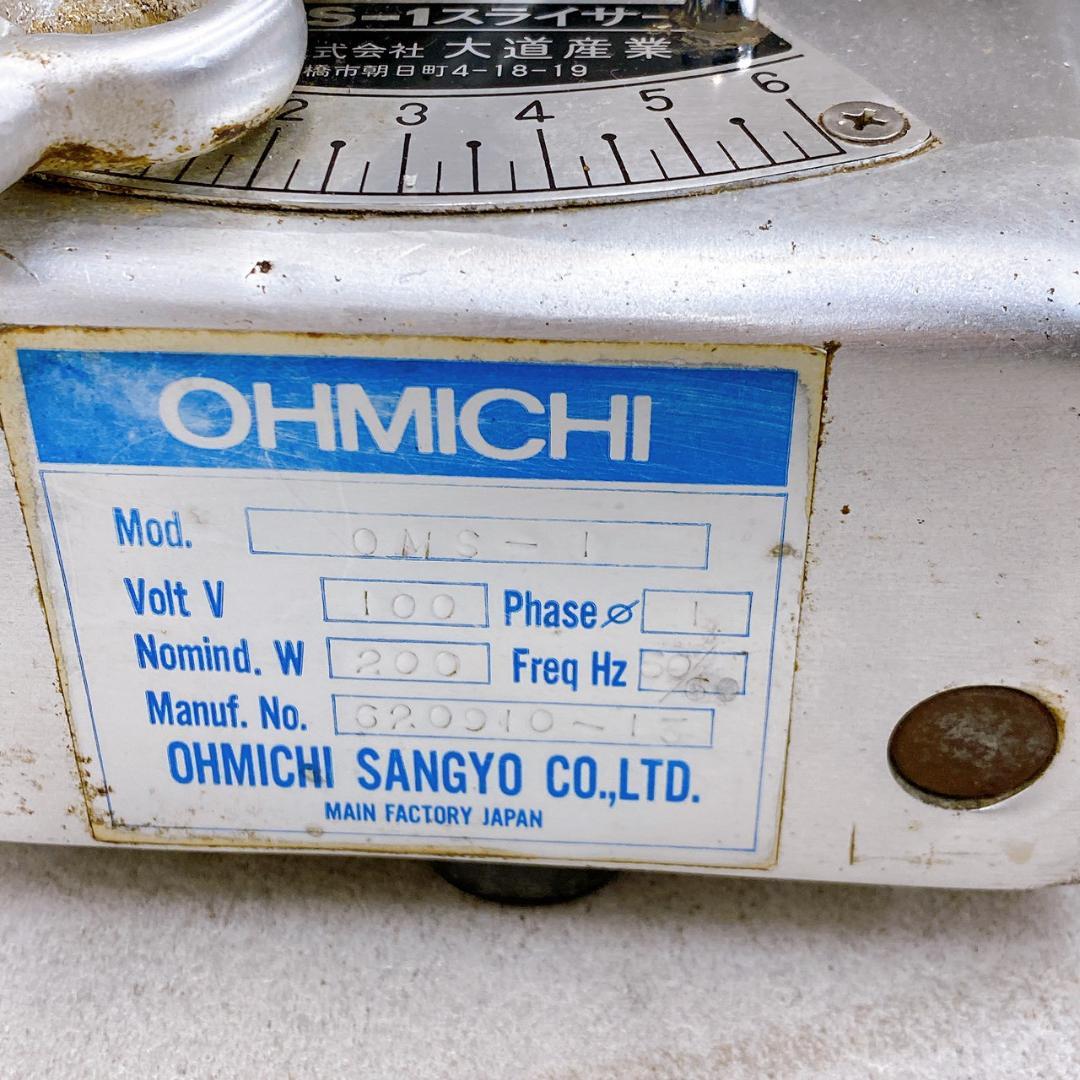 S-1スライサー
式会社 大道産業
橋市朝日町4-18-19
2 3 4 5 6
OHMICHI
Mod. OMS-1
Volt V 100 Phase ø 1
Nomind. W 200 Freq Hz 50/60
Manuf. No.
OHMICHI SANGYO CO.,LTD.
MAIN FACTORY JAPAN